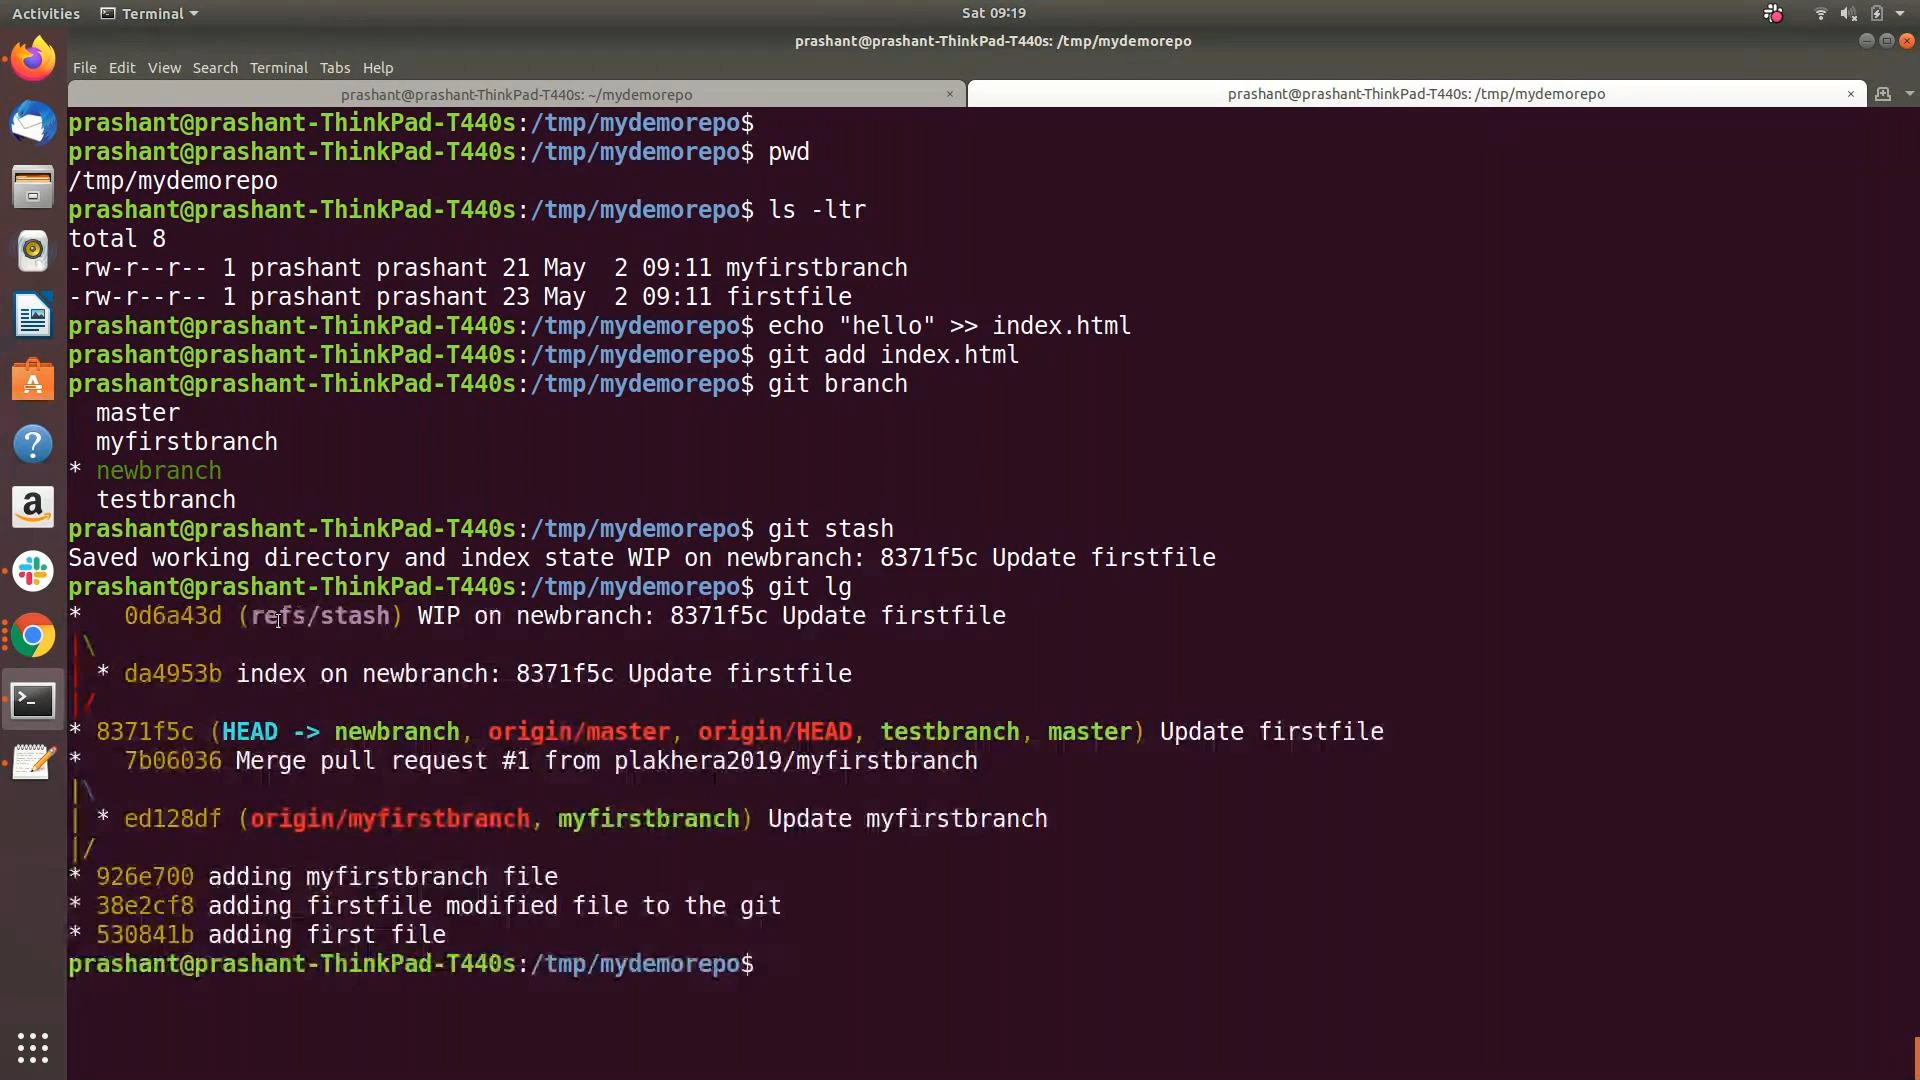 Activities Terminal Sat 09:19
prashant@prashant-ThinkPad-T440s: /tmp/mydemorepo
File Edit View Search Terminal Tabs Help
prashant@prashant-ThinkPad-T440s: ~/mydemorepo × prashant@prashant-ThinkPad-T440s: /tmp/mydemorepo ×
prashant@prashant-ThinkPad-T440s:/tmp/mydemorepo$
prashant@prashant-ThinkPad-T440s:/tmp/mydemorepo$ pwd
/tmp/mydemorepo
prashant@prashant-ThinkPad-T440s:/tmp/mydemorepo$ ls -ltr
total 8
-rw-r--r-- 1 prashant prashant 21 May  2 09:11 myfirstbranch
-rw-r--r-- 1 prashant prashant 23 May  2 09:11 firstfile
prashant@prashant-ThinkPad-T440s:/tmp/mydemorepo$ echo "hello" >> index.html
prashant@prashant-ThinkPad-T440s:/tmp/mydemorepo$ git add index.html
prashant@prashant-ThinkPad-T440s:/tmp/mydemorepo$ git branch
  master
  myfirstbranch
* newbranch
  testbranch
prashant@prashant-ThinkPad-T440s:/tmp/mydemorepo$ git stash
Saved working directory and index state WIP on newbranch: 8371f5c Update firstfile
prashant@prashant-ThinkPad-T440s:/tmp/mydemorepo$ git lg
*   0d6a43d (refs/stash) WIP on newbranch: 8371f5c Update firstfile
|\
| * da4953b index on newbranch: 8371f5c Update firstfile
|/
* 8371f5c (HEAD -> newbranch, origin/master, origin/HEAD, testbranch, master) Update firstfile
*   7b06036 Merge pull request #1 from plakhera2019/myfirstbranch
|\
| * ed128df (origin/myfirstbranch, myfirstbranch) Update myfirstbranch
|/
* 926e700 adding myfirstbranch file
* 38e2cf8 adding firstfile modified file to the git
* 530841b adding first file
prashant@prashant-ThinkPad-T440s:/tmp/mydemorepo$